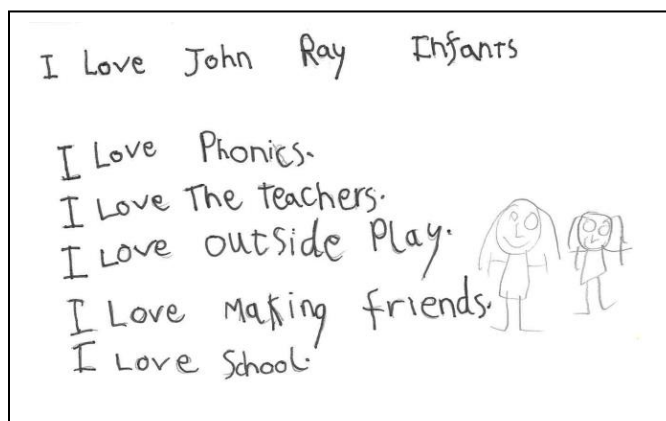 I Love John Ray Infants
I Love Phonics.
I Love The teachers.
I Love outside Play.
I Love Making friends.
I Love School.